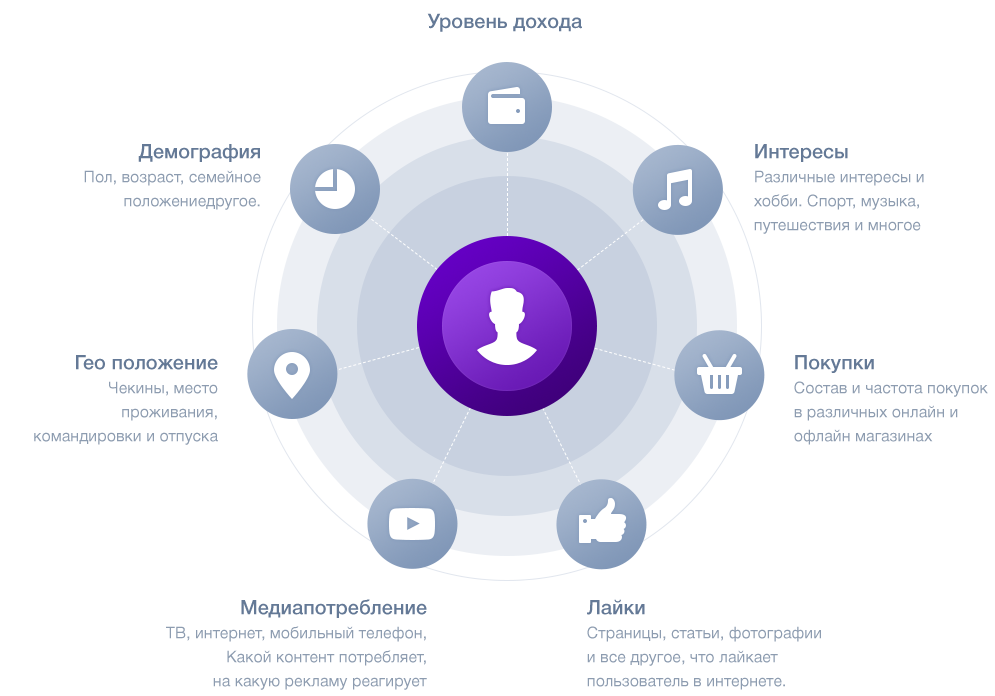 Уровень дохода
Демография
Пол, возраст, семейное
положениедругое.
Интересы
Различные интересы и
хобби. Спорт, музыка,
путешествия и многое
Гео положение
Чекины, место
проживания,
командировки и отпуска
Покупки
Состав и частота покупок
в различных онлайн и
офлайн магазинах
Медиапотребление
ТВ, интернет, мобильный телефон,
Какой контент потребляет,
на какую рекламу реагирует
Лайки
Страницы, статьи, фотографии
и все другое, что лайкает
пользователь в интернете.